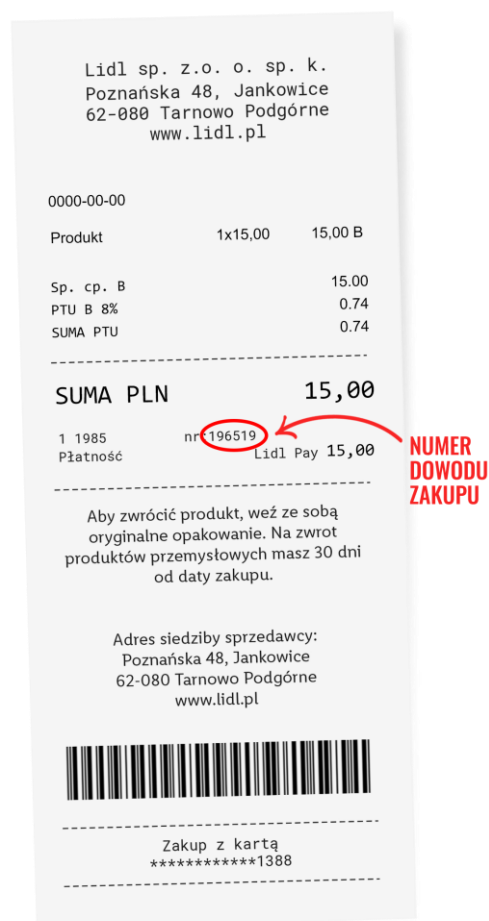 Lidl sp. z.o. o. sp. k.
Poznańska 48, Jankowice
62-080 Tarnowo Podgórne
www.lidl.pl
0000-00-00
Produkt 1x15,00 15,00 B
Sp. cp. B 15.00
PTU B 8% 0.74
SUMA PTU 0.74
SUMA PLN 15,00
1 1985 nr:196519
Płatność Lidl Pay 15,00
NUMER
DOWODU
ZAKUPU
Aby zwrócić produkt, weź ze sobą
oryginalne opakowanie. Na zwrot
produktów przemysłowych masz 30 dni
od daty zakupu.
Adres siedziby sprzedawcy:
Poznańska 48, Jankowice
62-080 Tarnowo Podgórne
www.lidl.pl
Zakup z kartą
************1388